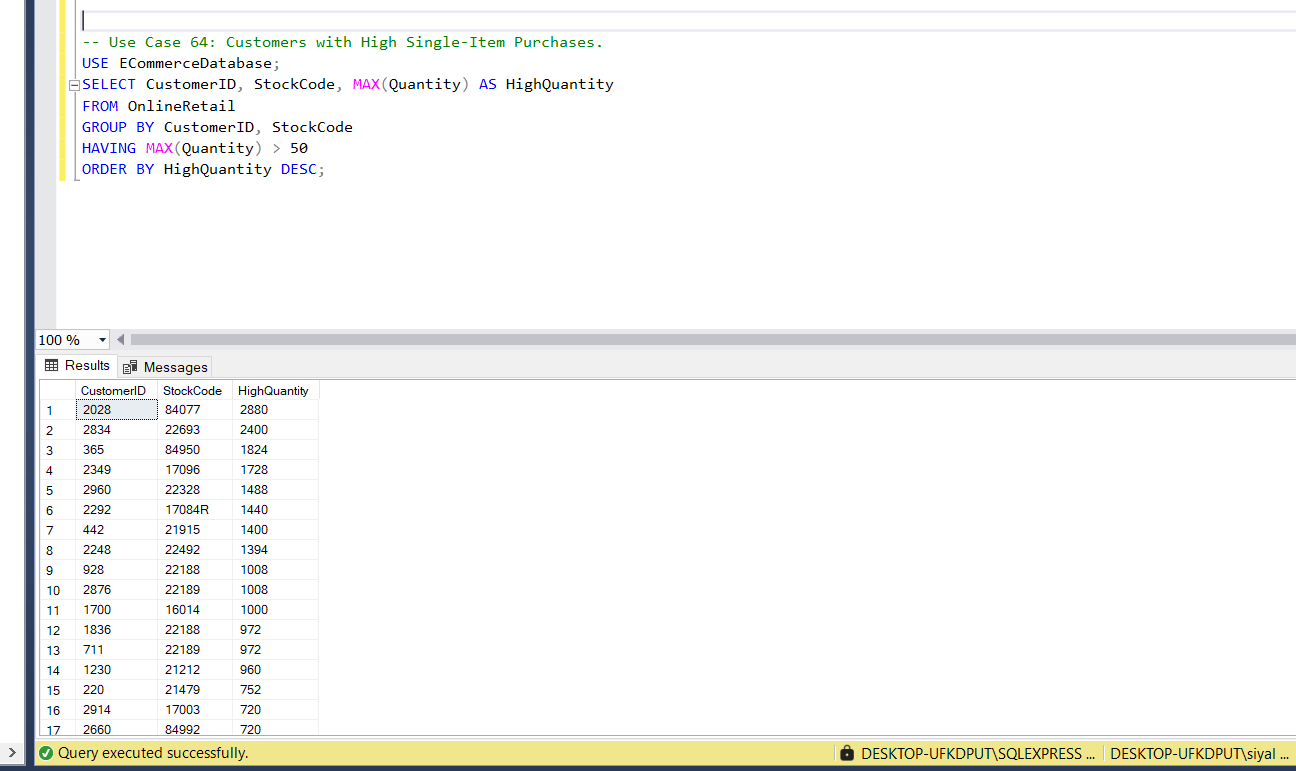 -- Use Case 64: Customers with High Single-Item Purchases.
USE ECommerceDatabase;
SELECT CustomerID, StockCode, MAX(Quantity) AS HighQuantity
FROM OnlineRetail
GROUP BY CustomerID, StockCode
HAVING MAX(Quantity) > 50
ORDER BY HighQuantity DESC;
100 %
Results Messages
CustomerID StockCode HighQuantity
1 2028 84077 2880
2 2834 22693 2400
3 365 84950 1824
4 2349 17096 1728
5 2960 22328 1488
6 2292 17084R 1440
7 442 21915 1400
8 2248 22492 1394
9 928 22188 1008
10 2876 22189 1008
11 1700 16014 1000
12 1836 22188 972
13 711 22189 972
14 1230 21212 960
15 220 21479 752
16 2914 17003 720
17 2660 84992 720
Query executed successfully. DESKTOP-UFKDPUT\SQLEXPRESS ... DESKTOP-UFKDPUT\siyal ...